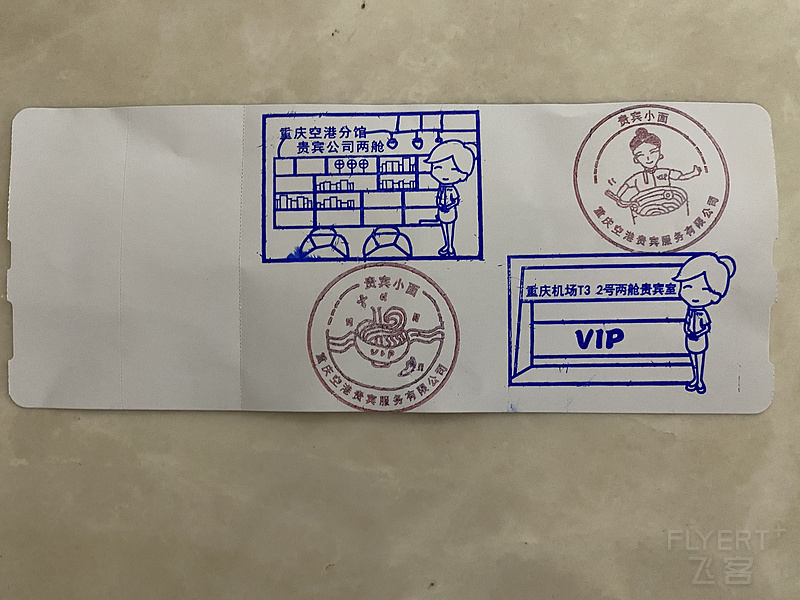 重庆空港分馆
贵宾公司两舱
贵宾小面
重庆空港贵宾服务有限公司
贵宾小面
VIP
重庆空港贵宾服务有限公司
重庆机场T3 2号两舱贵宾室
VIP
FLYERT+
飞客